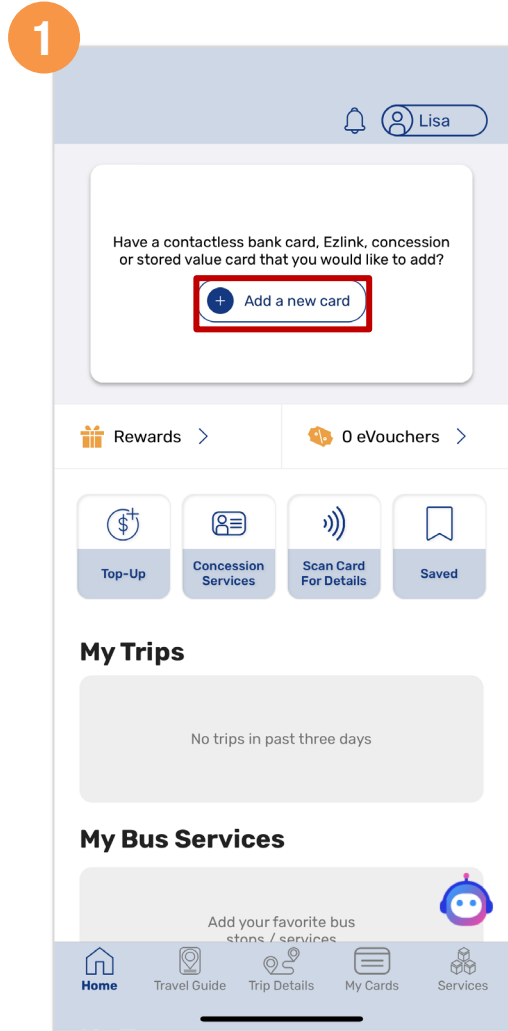 1
Lisa
Have a contactless bank card, Ezlink, concession
or stored value card that you would like to add?
+ Add a new card
Rewards >
0 eVouchers >
Top-Up
Concession
Services
Scan Card
For Details
Saved
My Trips
No trips in past three days
My Bus Services
Add your favorite bus
stops / services
Home
Travel Guide
Trip Details
My Cards
Services